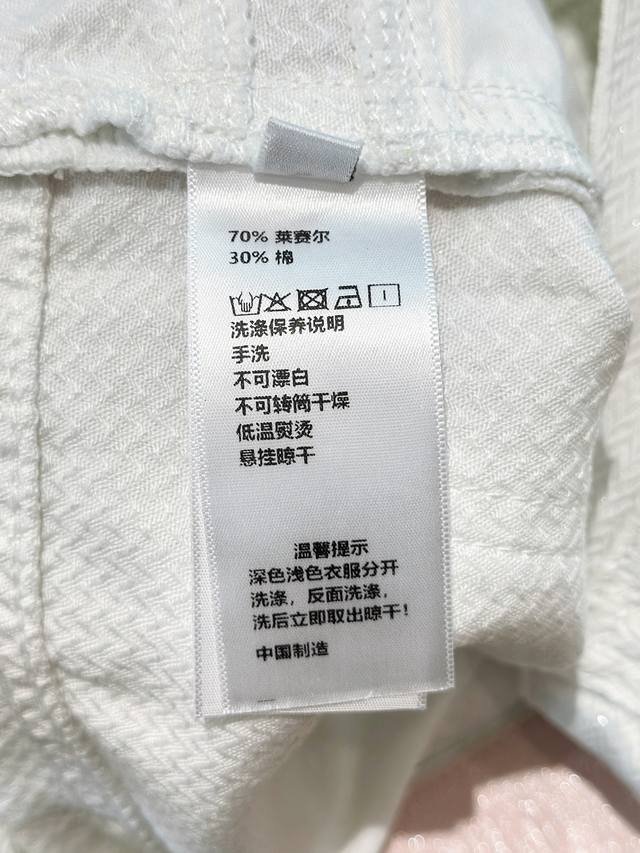 70% 莱赛尔
30% 棉
洗涤保养说明
手洗
不可漂白
不可转筒干燥
低温熨烫
悬挂晾干
温馨提示
深色浅色衣服分开
洗涤，反面洗涤，
洗后立即取出晾干！
中国制造